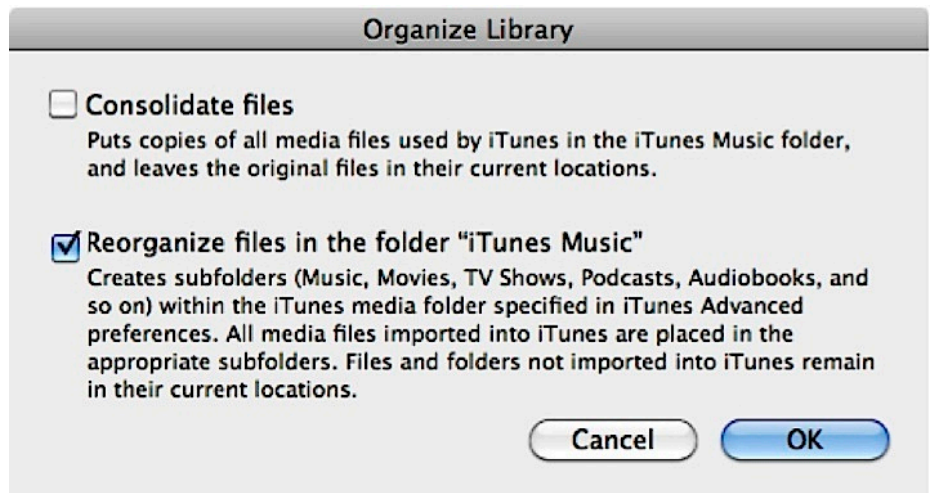 Organize Library
Consolidate files
Puts copies of all media files used by iTunes in the iTunes Music folder,
and leaves the original files in their current locations.
Reorganize files in the folder “iTunes Music”
Creates subfolders (Music, Movies, TV Shows, Podcasts, Audiobooks, and
so on) within the iTunes media folder specified in iTunes Advanced
preferences. All media files imported into iTunes are placed in the
appropriate subfolders. Files and folders not imported into iTunes remain
in their current locations.
Cancel OK